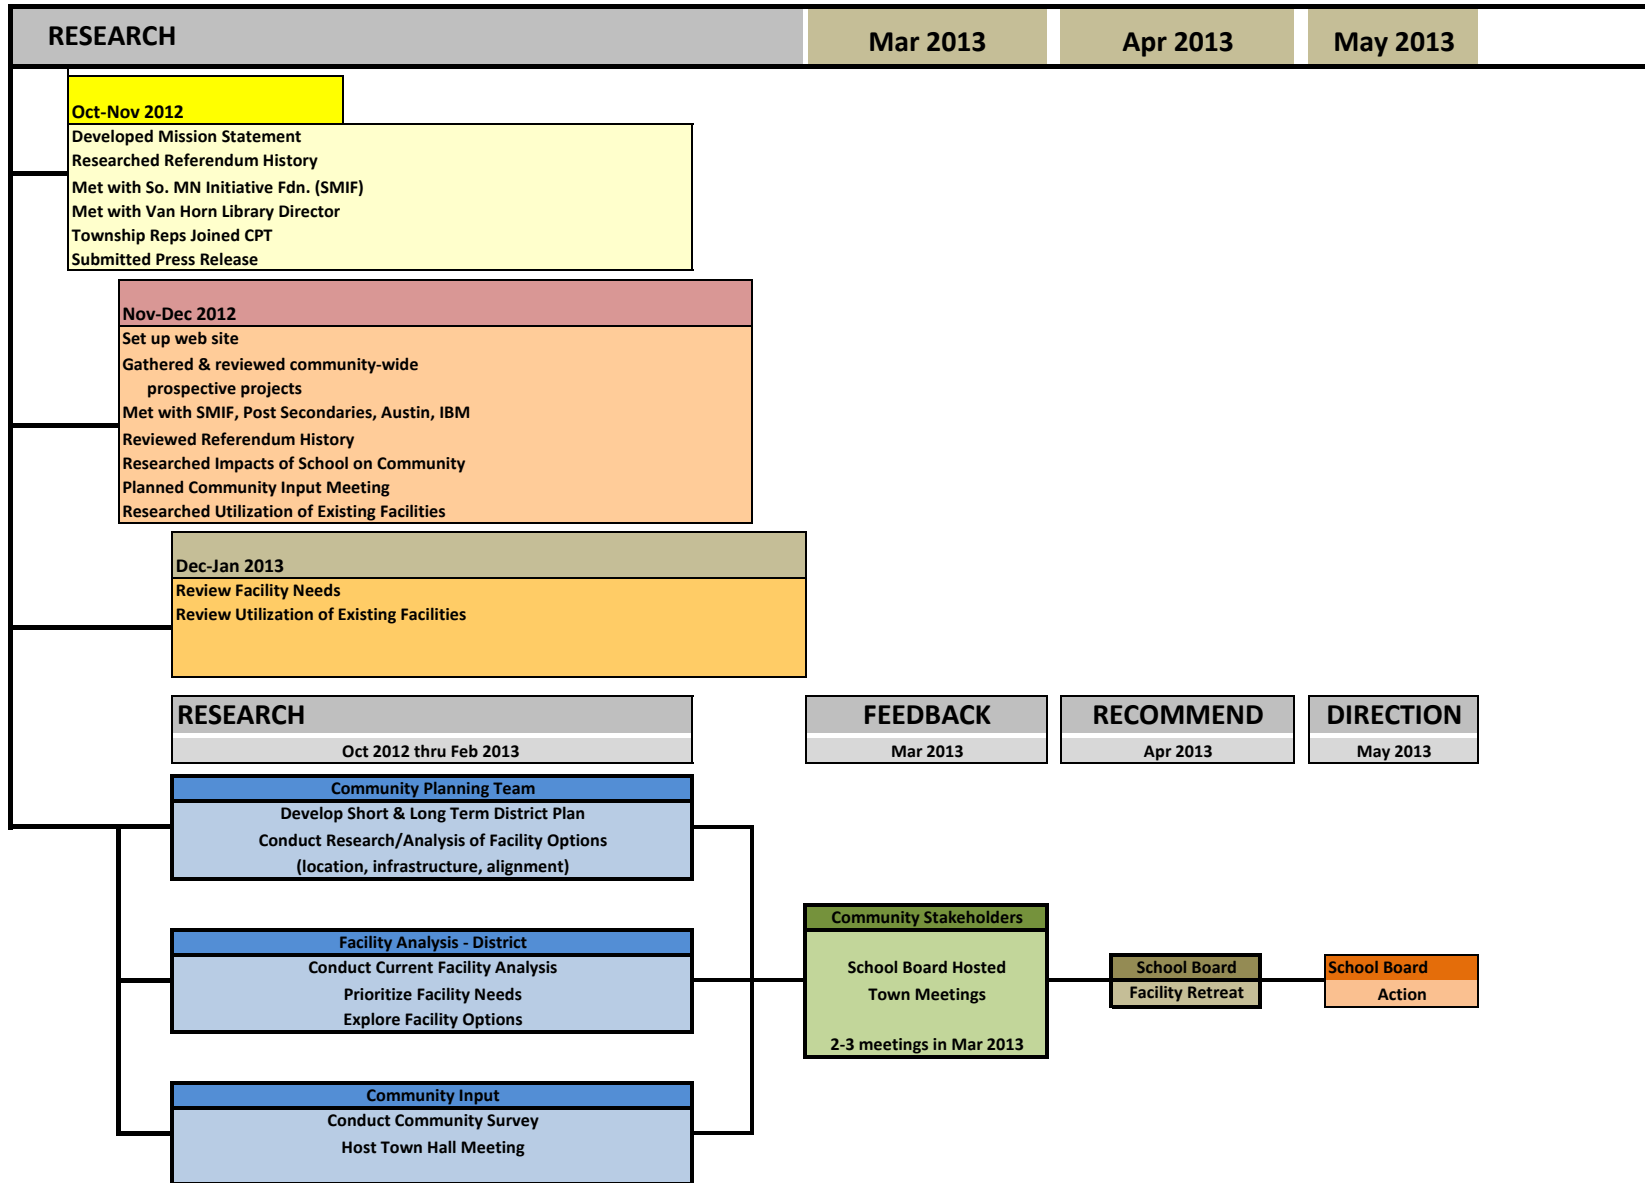 RESEARCH
Mar 2013
Apr 2013
May 2013
Oct-Nov 2012
Developed Mission Statement
Researched Referendum History
Met with So. MN Initiative Fdn. (SMIF)
Met with Van Horn Library Director
Township Reps Joined CPT
Submitted Press Release
Nov-Dec 2012
Set up web site
Gathered & reviewed community-wide
prospective projects
Met with SMIF, Post Secondaries, Austin, IBM
Reviewed Referendum History
Researched Impacts of School on Community
Planned Community Input Meeting
Researched Utilization of Existing Facilities
Dec-Jan 2013
Review Facility Needs
Review Utilization of Existing Facilities
RESEARCH
Oct 2012 thru Feb 2013
FEEDBACK
Mar 2013
RECOMMEND
Apr 2013
DIRECTION
May 2013
Community Planning Team
Develop Short & Long Term District Plan
Conduct Research/Analysis of Facility Options
(location, infrastructure, alignment)
Facility Analysis - District
Conduct Current Facility Analysis
Prioritize Facility Needs
Explore Facility Options
Community Input
Conduct Community Survey
Host Town Hall Meeting
Community Stakeholders
School Board Hosted
Town Meetings
2-3 meetings in Mar 2013
School Board
Facility Retreat
School Board
Action